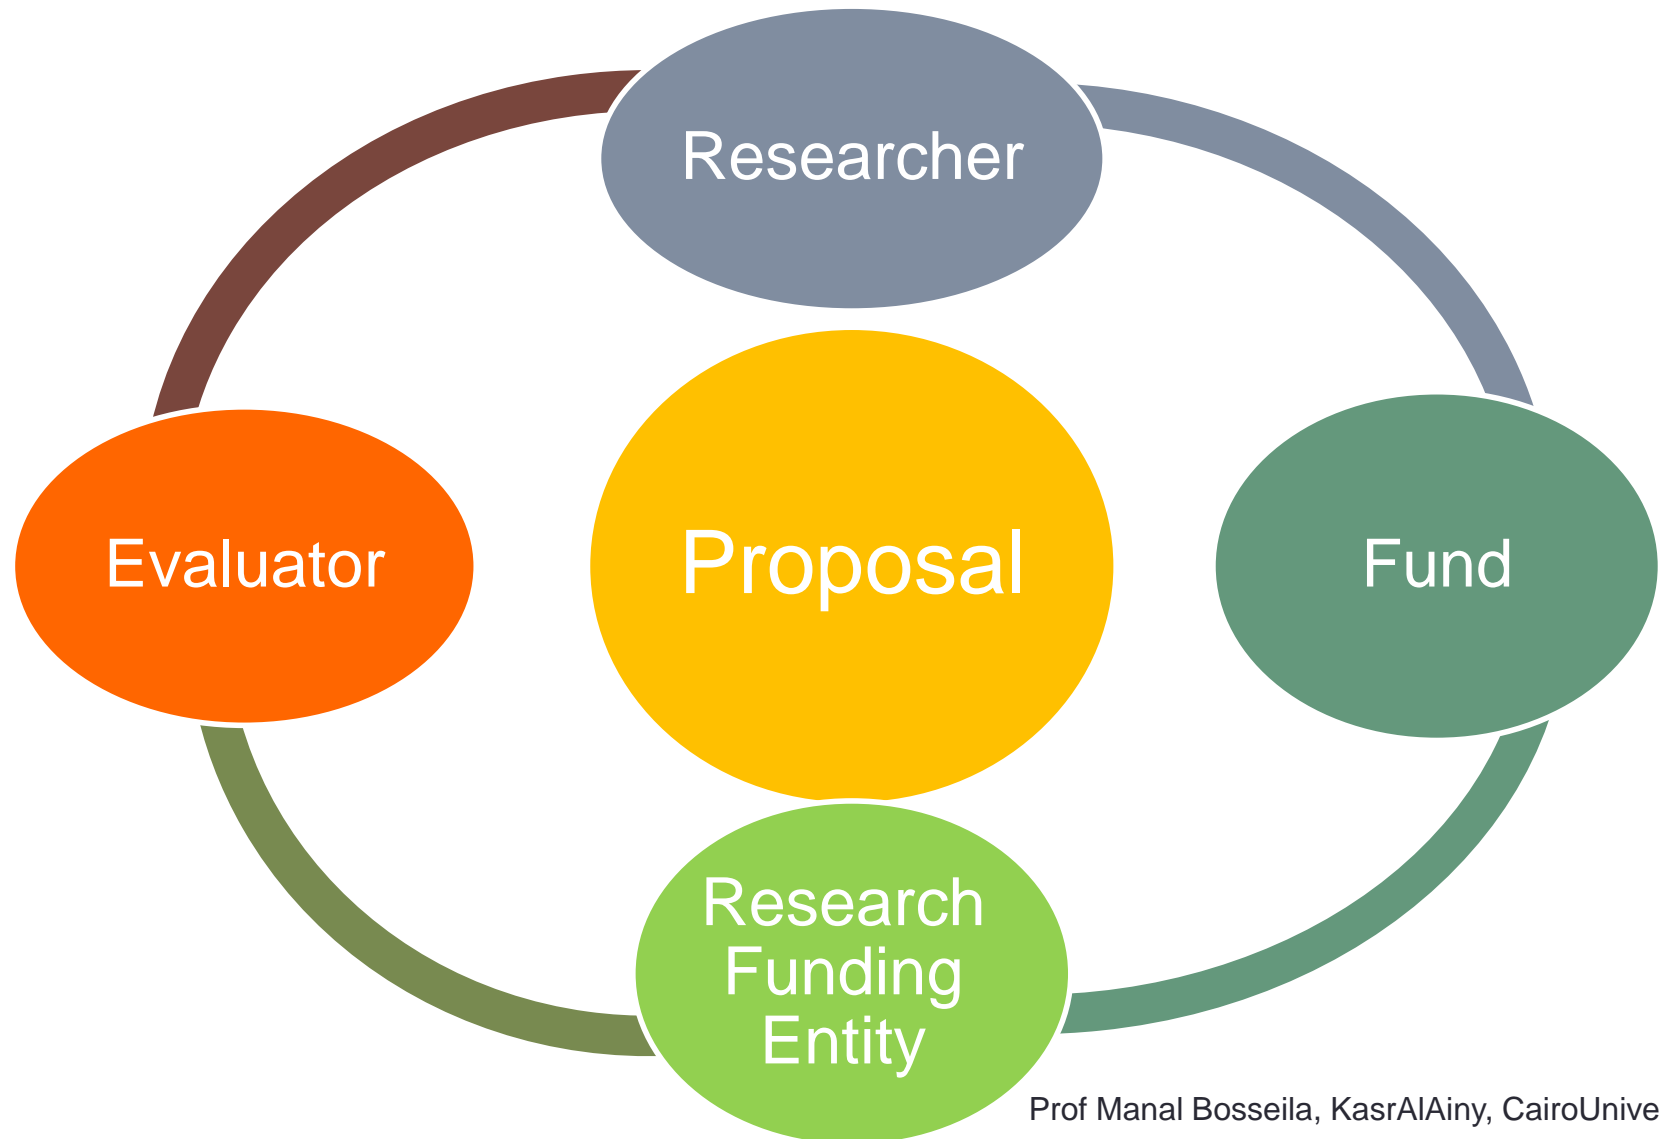 Researcher
Evaluator
Proposal
Fund
Research
Funding
Entity
Prof Manal Bosseila, KasrAlAiny, CairoUnive